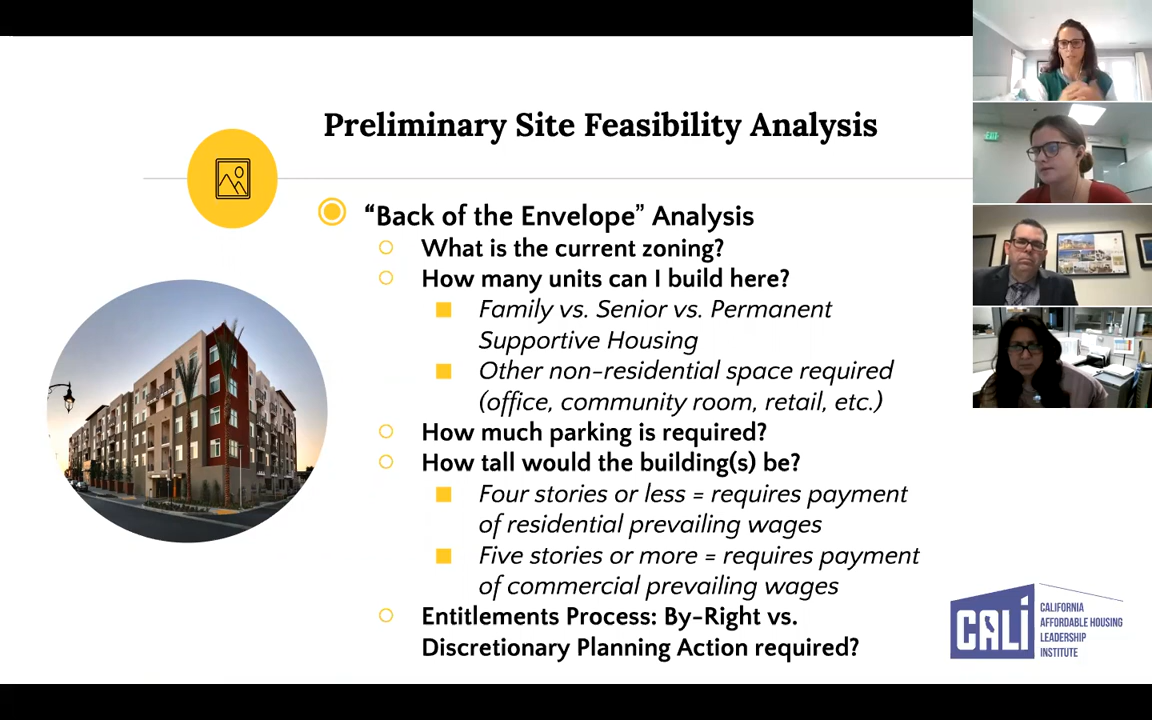 Preliminary Site Feasibility Analysis
“Back of the Envelope” Analysis
What is the current zoning?
How many units can I build here?
Family vs. Senior vs. Permanent
Supportive Housing
Other non-residential space required
(office, community room, retail, etc.)
How much parking is required?
How tall would the building(s) be?
Four stories or less = requires payment
of residential prevailing wages
Five stories or more = requires payment
of commercial prevailing wages
Entitlements Process: By-Right vs.
Discretionary Planning Action required?
CALI
CALIFORNIA
AFFORDABLE HOUSING
LEADERSHIP
INSTITUTE
EXIT